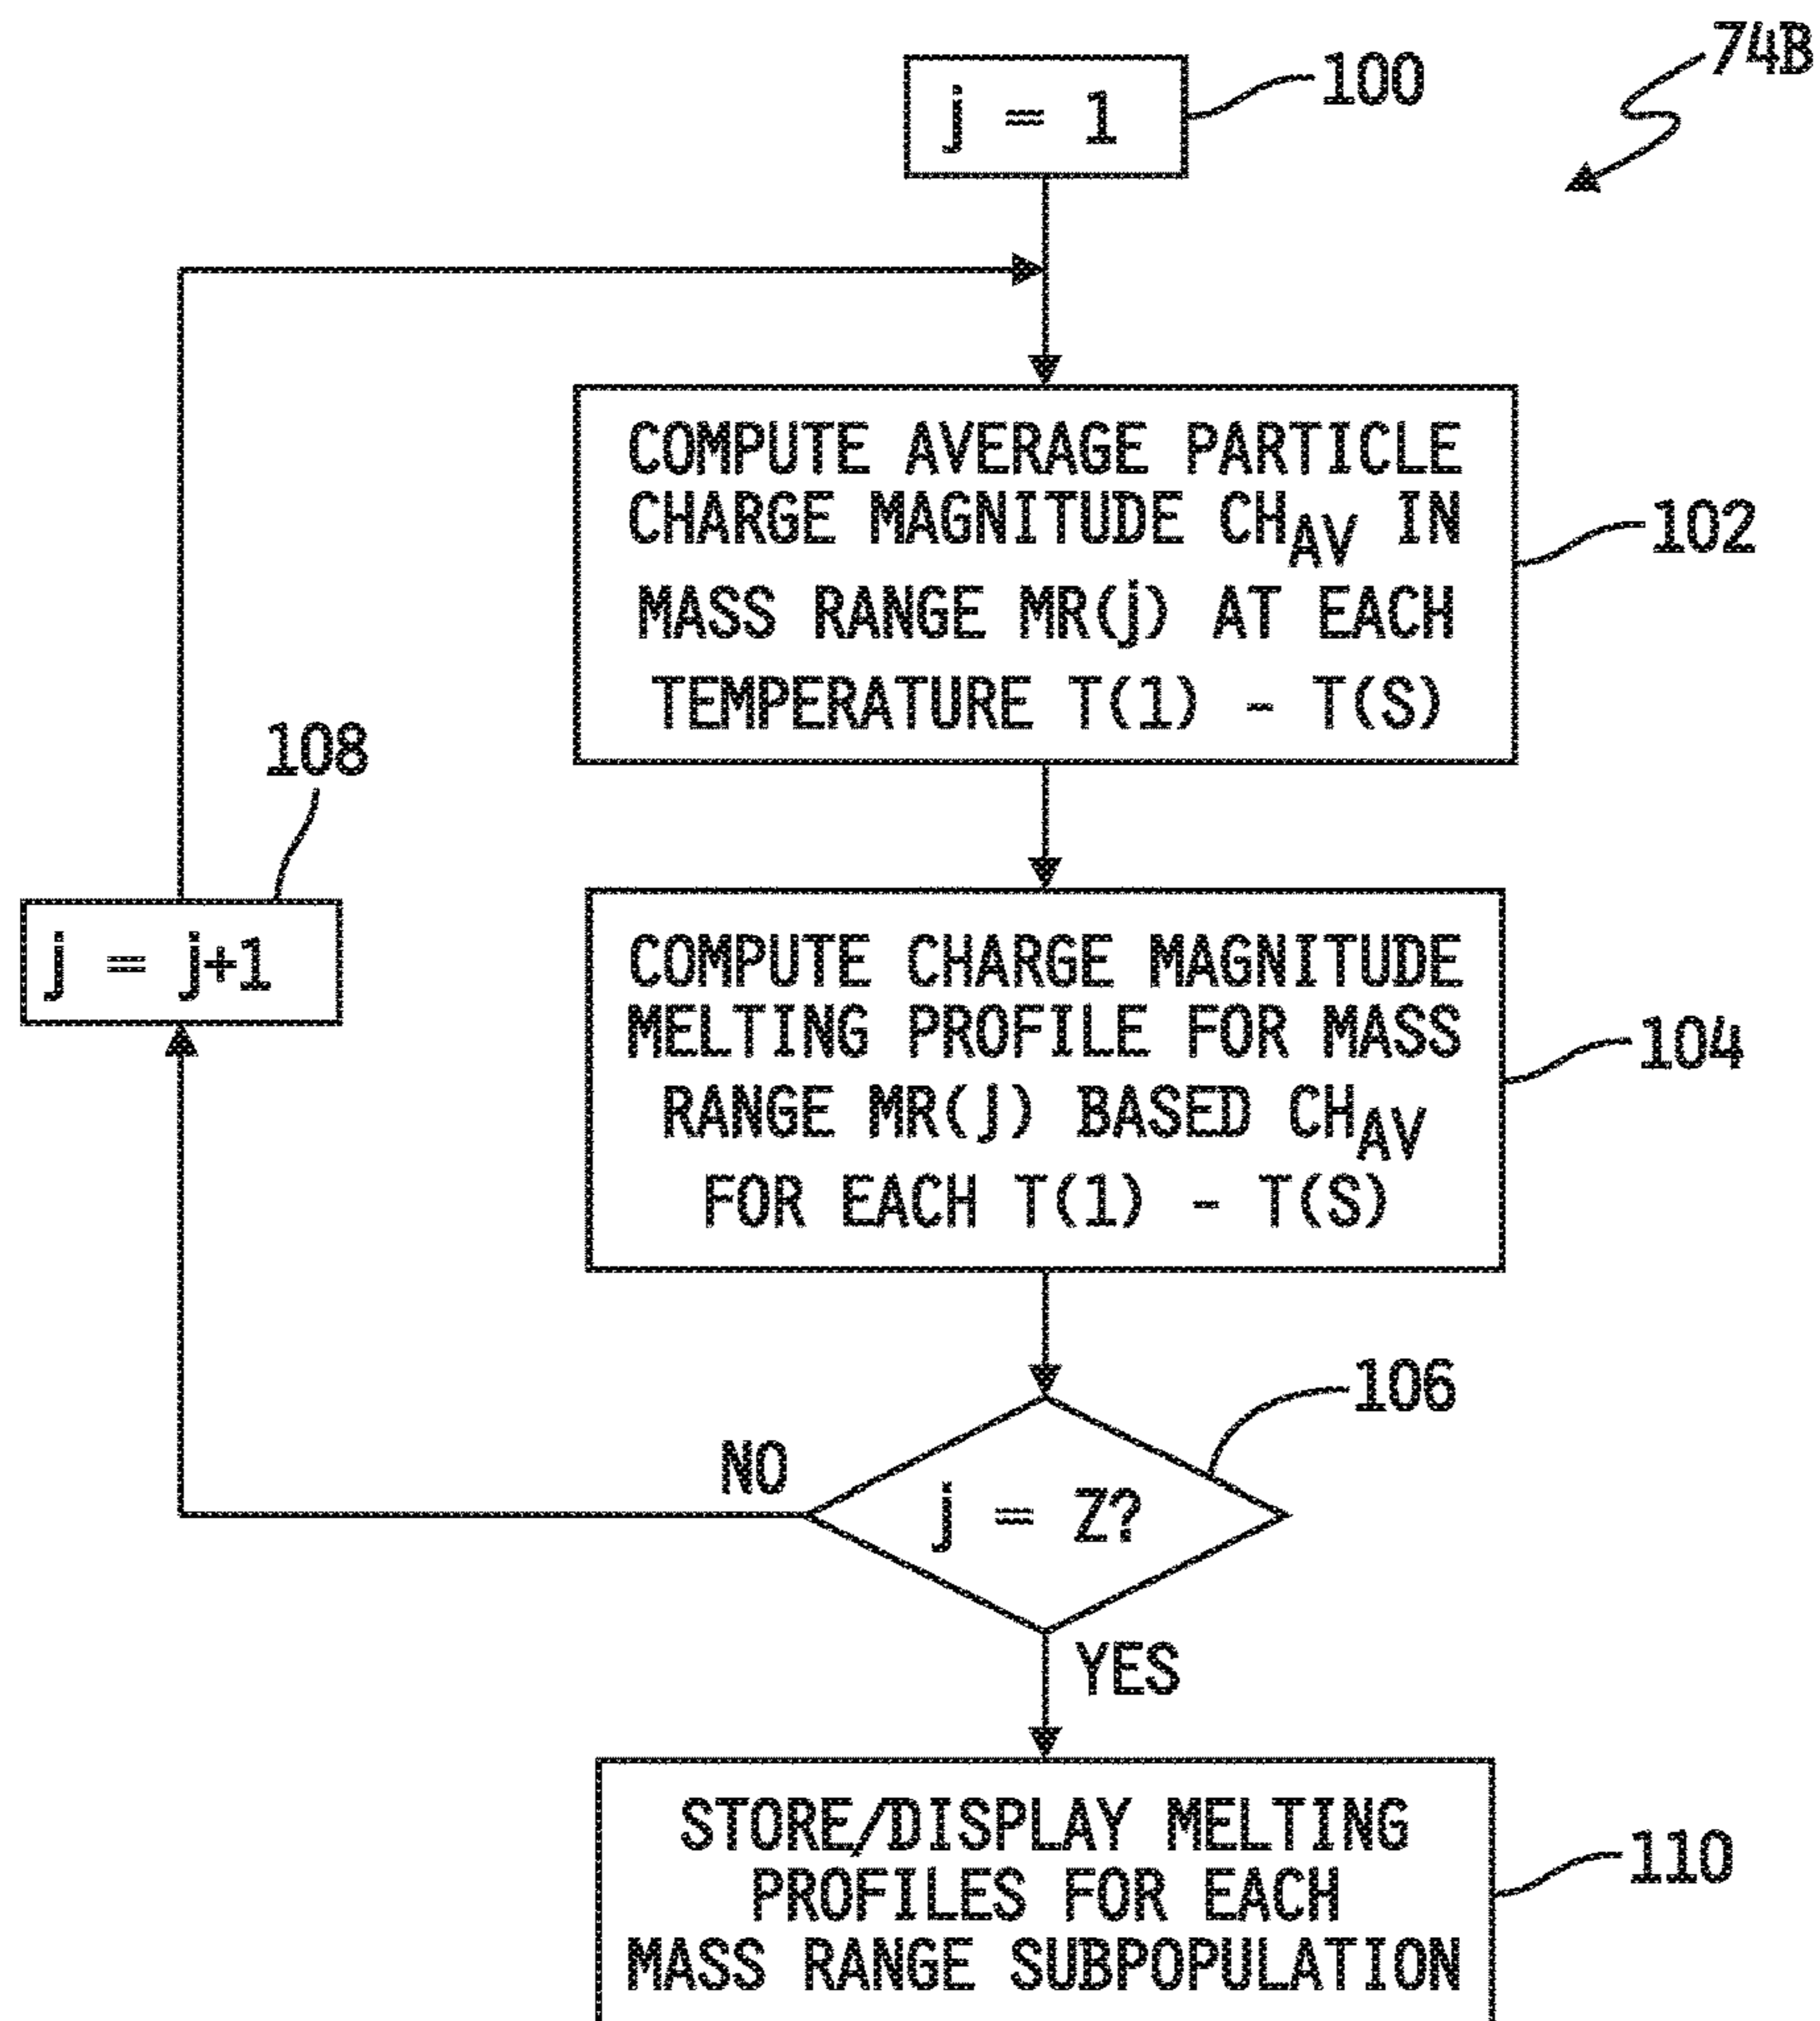 74B
j = 1
100
COMPUTE AVERAGE PARTICLE
CHARGE MAGNITUDE CH_AV IN
MASS RANGE MR(j) AT EACH
TEMPERATURE T(1) - T(S)
102
108
j = j+1
COMPUTE CHARGE MAGNITUDE
MELTING PROFILE FOR MASS
RANGE MR(j) BASED CH_AV
FOR EACH T(1) - T(S)
104
106
NO
j = Z?
YES
STORE/DISPLAY MELTING
PROFILES FOR EACH
MASS RANGE SUBPOPULATION
110